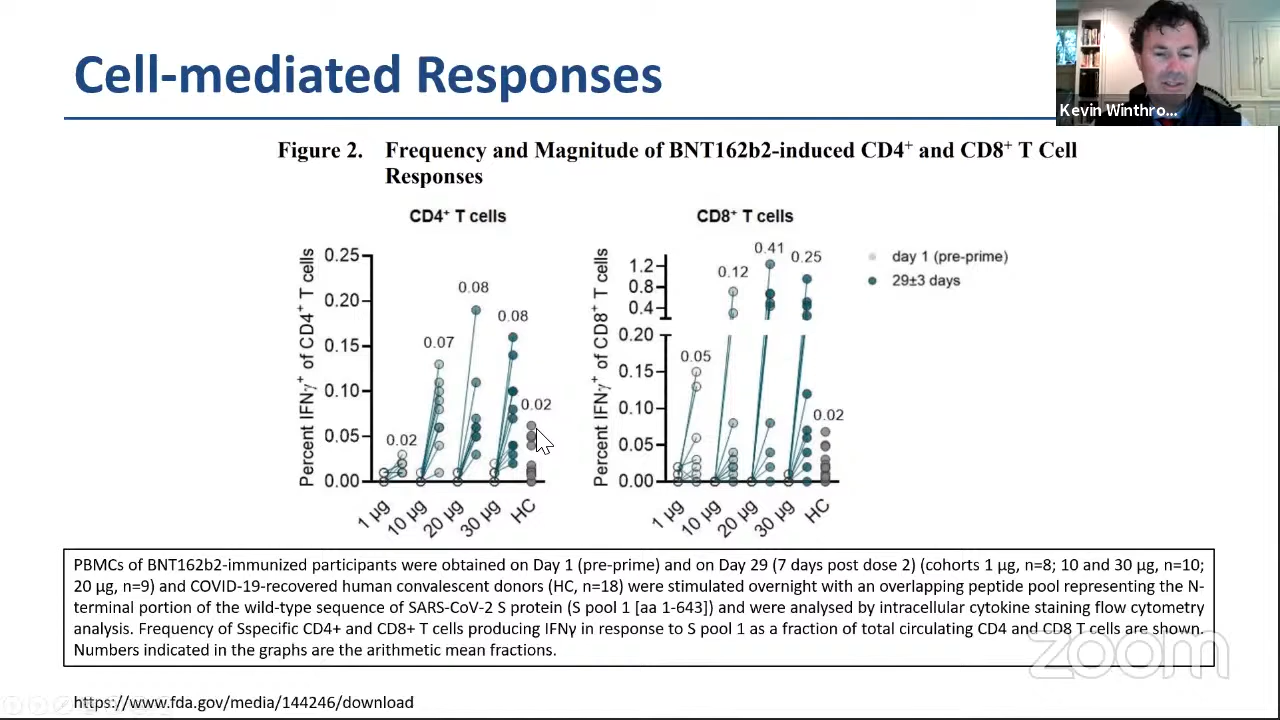 Cell-mediated Responses
Kevin Winthro...
Figure 2. Frequency and Magnitude of BNT162b2-induced CD4+ and CD8+ T Cell
Responses
CD4+ T cells
Percent IFNγ+ of CD4+ T cells
0.25
0.20
0.15
0.10
0.05
0.00
0.02
0.07
0.08
0.08
0.02
1 µg
10 µg
20 µg
30 µg
HC
CD8+ T cells
Percent IFNγ+ of CD8+ T cells
1.2
0.8
0.4
0.20
0.15
0.10
0.05
0.00
0.05
0.12
0.41
0.25
0.02
1 µg
10 µg
20 µg
30 µg
HC
day 1 (pre-prime)
29±3 days
PBMCs of BNT162b2-immunized participants were obtained on Day 1 (pre-prime) and on Day 29 (7 days post dose 2) (cohorts 1 µg, n=8; 10 and 30 µg, n=10;
20 µg, n=9) and COVID-19-recovered human convalescent donors (HC, n=18) were stimulated overnight with an overlapping peptide pool representing the N-
terminal portion of the wild-type sequence of SARS-CoV-2 S protein (S pool 1 [aa 1-643]) and were analysed by intracellular cytokine staining flow cytometry
analysis. Frequency of Sspecific CD4+ and CD8+ T cells producing IFNγ in response to S pool 1 as a fraction of total circulating CD4 and CD8 T cells are shown.
Numbers indicated in the graphs are the arithmetic mean fractions.
zoom
https://www.fda.gov/media/144246/download